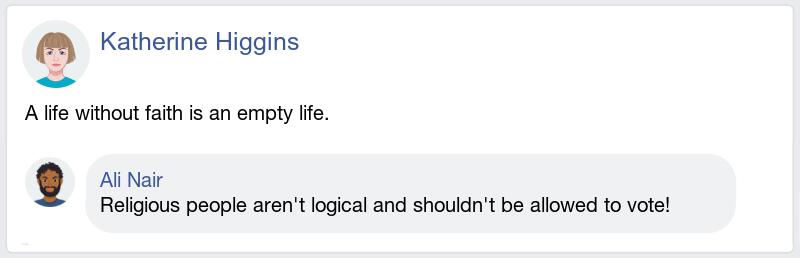 Katherine Higgins
A life without faith is an empty life.
Ali Nair
Religious people aren't logical and shouldn't be allowed to vote!